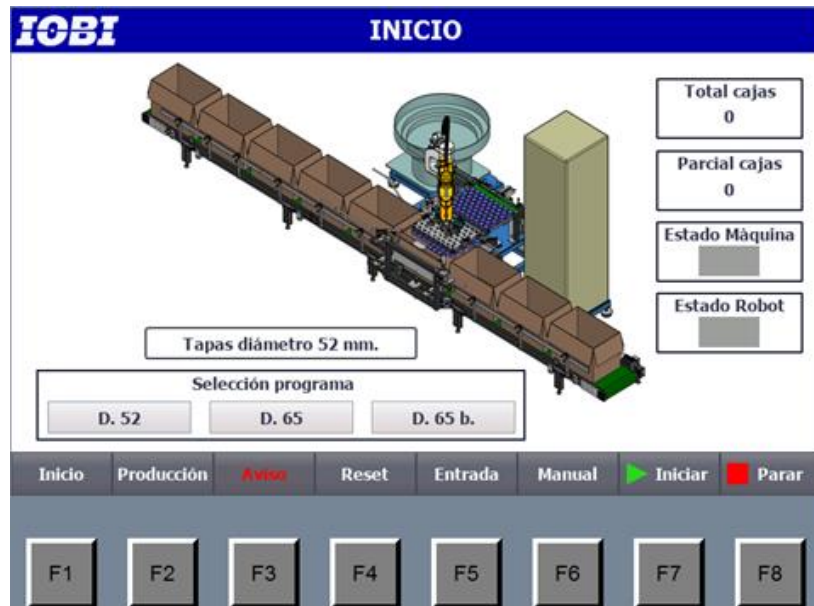 IOBI
INICIO
Total cajas
0
Parcial cajas
0
Estado Màquina
Estado Robot
Tapas diámetro 52 mm.
Selección programa
D. 52
D. 65
D. 65 b.
Inicio
Producción
Aviso
Reset
Entrada
Manual
Iniciar
Parar
F1
F2
F3
F4
F5
F6
F7
F8